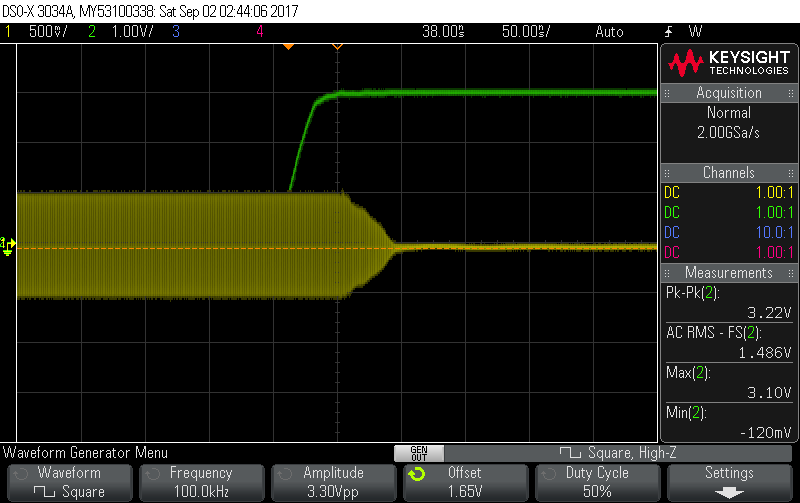 DSO-X 3034A, MY53100338: Sat Sep 02 02:44:06 2017
1 500mV/ 2 1.00V/ 3 4 38.00ns 50.00ns/ Auto W
KEYSIGHT
TECHNOLOGIES
Acquisition
Normal
2.00GSa/s
Channels
DC 1.00:1
DC 1.00:1
DC 10.0:1
DC 1.00:1
Measurements
Pk-Pk(2):
3.22V
AC RMS - FS(2):
1.486V
Max(2):
3.10V
Min(2):
-120mV
Waveform Generator Menu
GEN
OUT
Square, High-Z
Waveform
Square
Frequency
100.0kHz
Amplitude
3.30Vpp
Offset
1.65V
Duty Cycle
50%
Settings